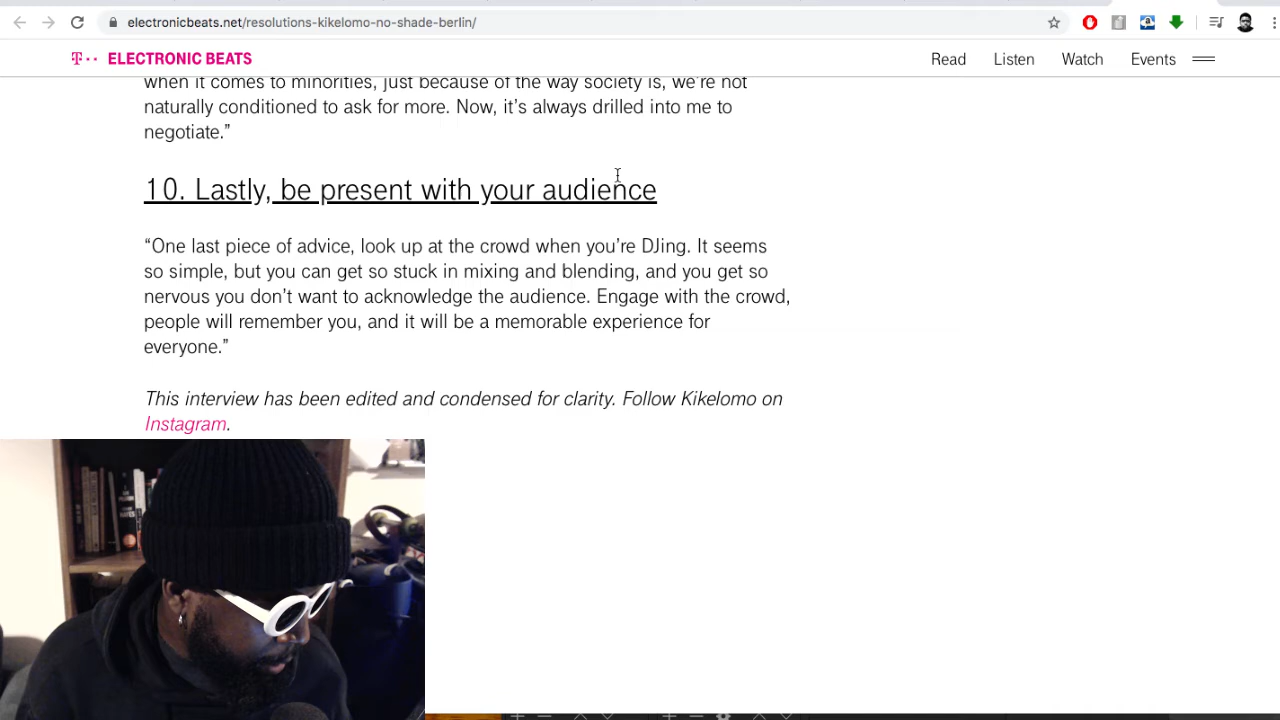 electronicbeats.net/resolutions-kikelomo-no-shade-berlin/
T·· ELECTRONIC BEATS Read Listen Watch Events
when it comes to minorities, just because of the way society is, we’re not
naturally conditioned to ask for more. Now, it’s always drilled into me to
negotiate.”
10. Lastly, be present with your audience
“One last piece of advice, look up at the crowd when you’re DJing. It seems
so simple, but you can get so stuck in mixing and blending, and you get so
nervous you don’t want to acknowledge the audience. Engage with the crowd,
people will remember you, and it will be a memorable experience for
everyone.”
This interview has been edited and condensed for clarity. Follow Kikelomo on
Instagram.